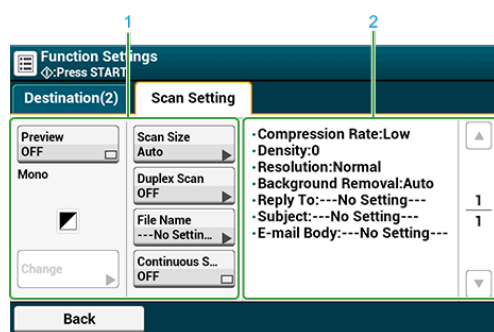 1
2
Function Settings
:Press START
Destination(2)
Scan Setting
Preview
OFF
Mono
Change
Scan Size
Auto
Duplex Scan
OFF
File Name
---No Settin...
Continuous S...
OFF
·Compression Rate:Low
·Density:0
·Resolution:Normal
·Background Removal:Auto
·Reply To:---No Setting---
·Subject:---No Setting---
·E-mail Body:---No Setting---
1
1
Back